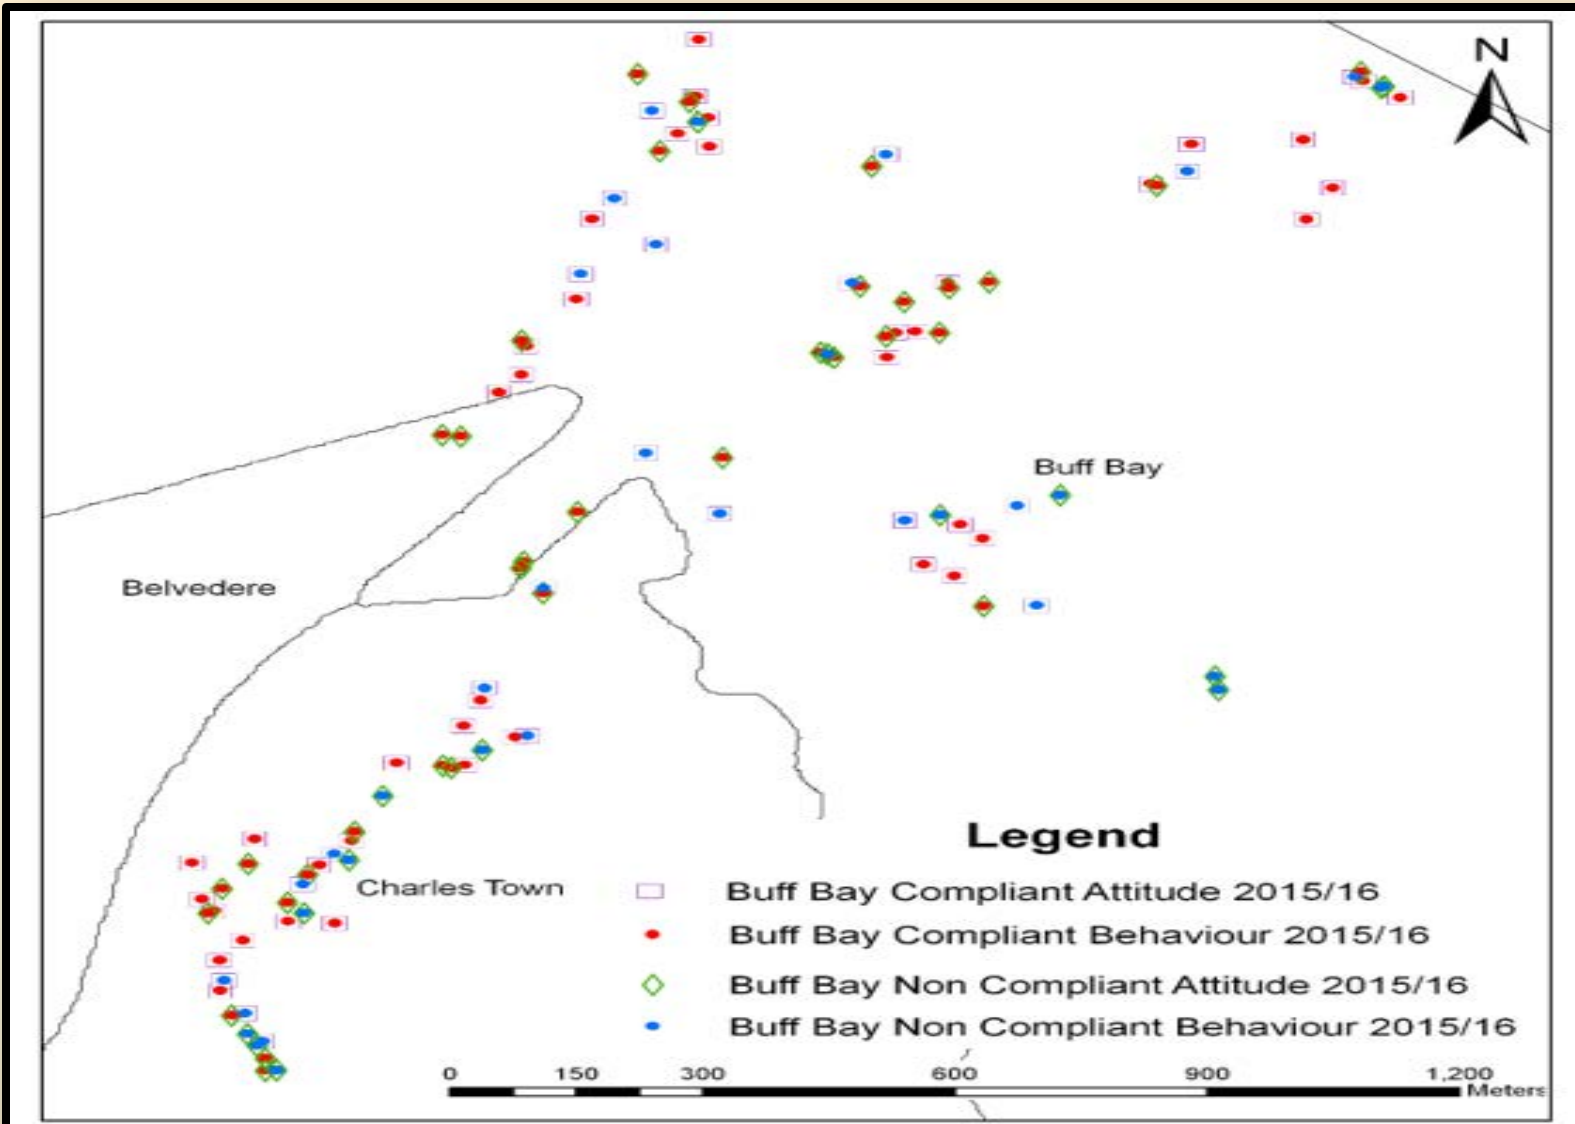 N
Buff Bay
Belvedere
Charles Town
Legend
Buff Bay Compliant Attitude 2015/16
Buff Bay Compliant Behaviour 2015/16
Buff Bay Non Compliant Attitude 2015/16
Buff Bay Non Compliant Behaviour 2015/16
0 150 300 600 900 1,200
Meters